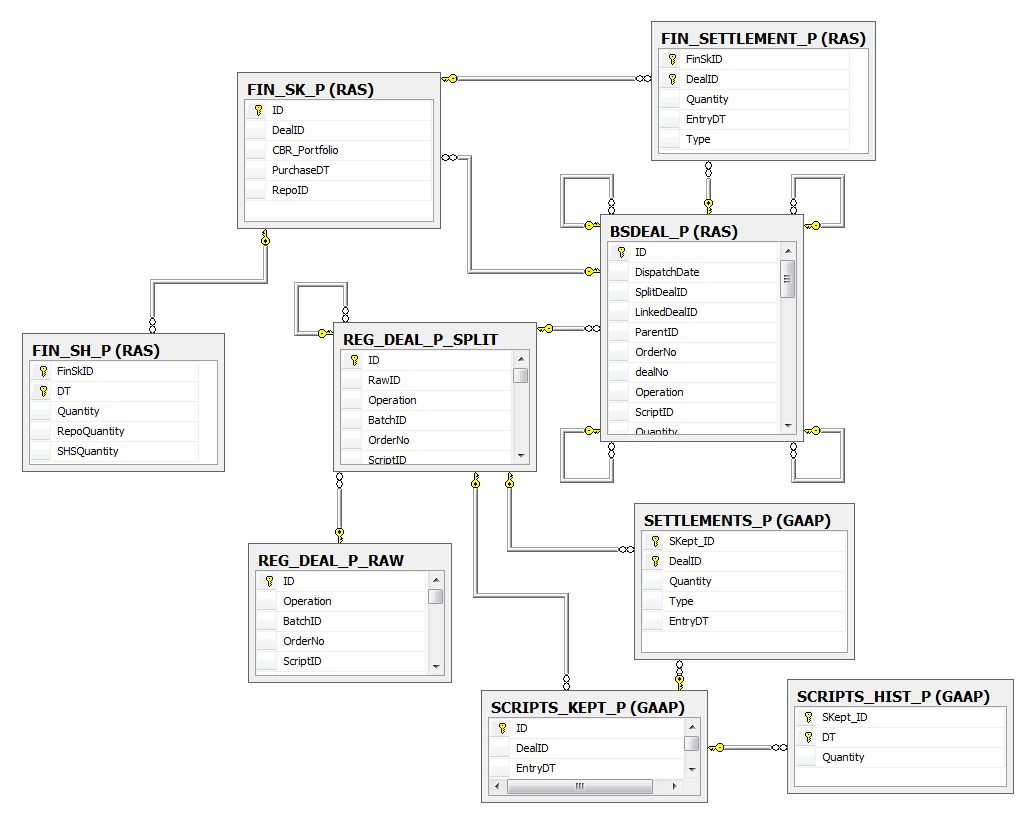 FIN_SETTLEMENT_P (RAS)
FinSkID
DealID
Quantity
EntryDT
Type
FIN_SK_P (RAS)
ID
DealID
CBR_Portfolio
PurchaseDT
RepoID
BSDEAL_P (RAS)
ID
DispatchDate
SplitDealID
LinkedDealID
ParentID
OrderNo
dealNo
Operation
ScriptID
Quantity
FIN_SH_P (RAS)
FinSkID
DT
Quantity
RepoQuantity
SHSQuantity
REG_DEAL_P_SPLIT
ID
RawID
Operation
BatchID
OrderNo
ScriptID
REG_DEAL_P_RAW
ID
Operation
BatchID
OrderNo
ScriptID
SETTLEMENTS_P (GAAP)
SKept_ID
DealID
Quantity
Type
EntryDT
SCRIPTS_KEPT_P (GAAP)
ID
DealID
EntryDT
SCRIPTS_HIST_P (GAAP)
SKept_ID
DT
Quantity